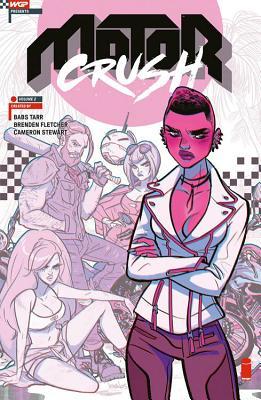 WGP
PRESENTS
MOTOR
CRUSH
VOLUME 2
CREATED BY
BABS TARR
BRENDEN FLETCHER
CAMERON STEWART